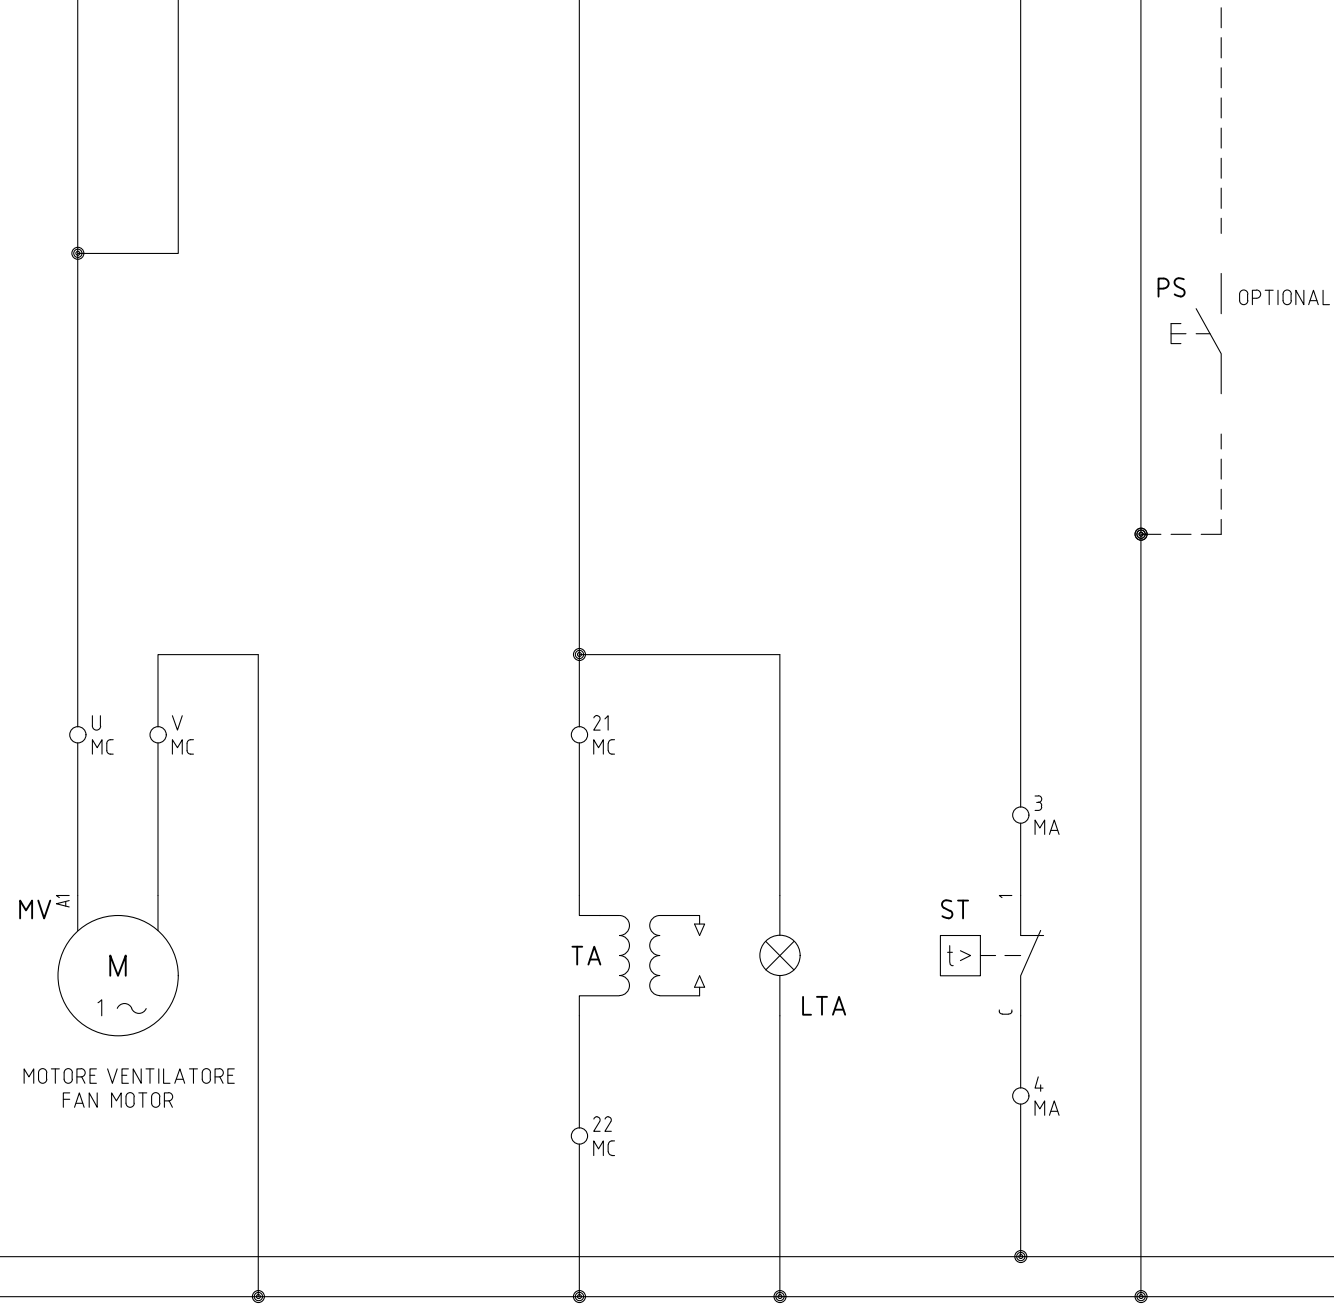 PS
OPTIONAL
U
MC
V
MC
21
MC
3
MA
MV
A1
M
1
TA
LTA
ST
1
t>
C
MOTORE VENTILATORE
FAN MOTOR
4
MA
22
MC